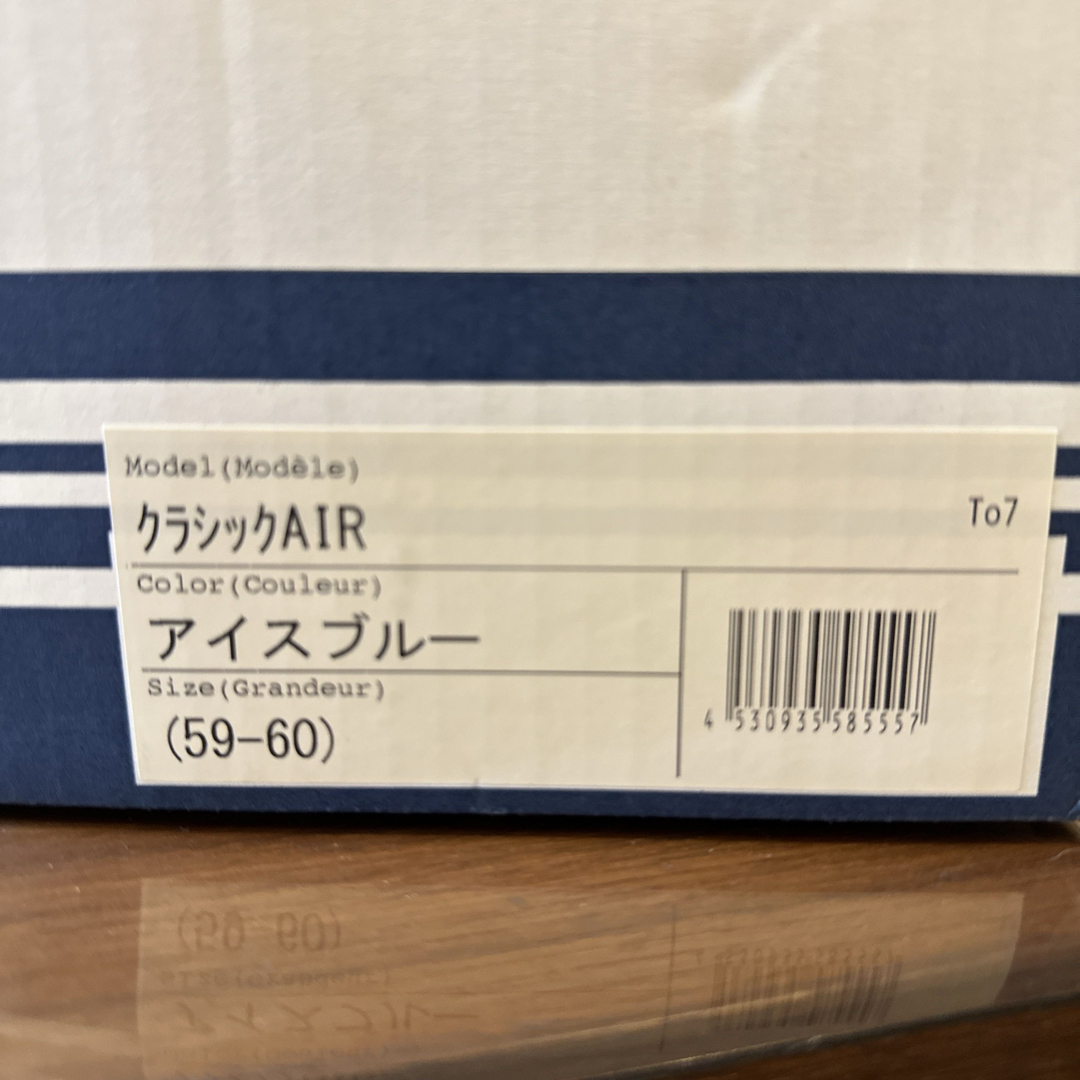 Model(Modèle)
クラシックAIR
To7
Color(Couleur)
アイスブルー
Size(Grandeur)
(59-60)
4 530935 585557